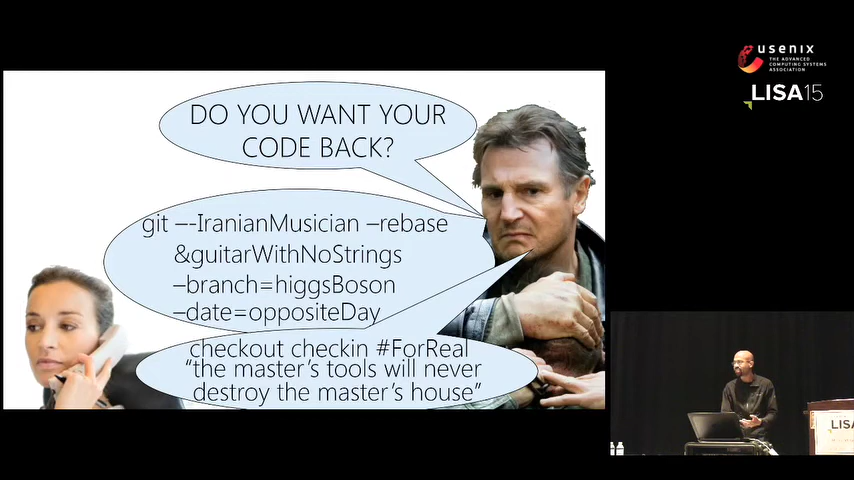 usenix
THE ADVANCED
COMPUTING SYSTEMS
ASSOCIATION
LISA15
DO YOU WANT YOUR
CODE BACK?
git –-IranianMusician –rebase
&guitarWithNoStrings
–branch=higgsBoson
–date=oppositeDay
checkout checkin #ForReal
“the master’s tools will never
destroy the master’s house”
LISA